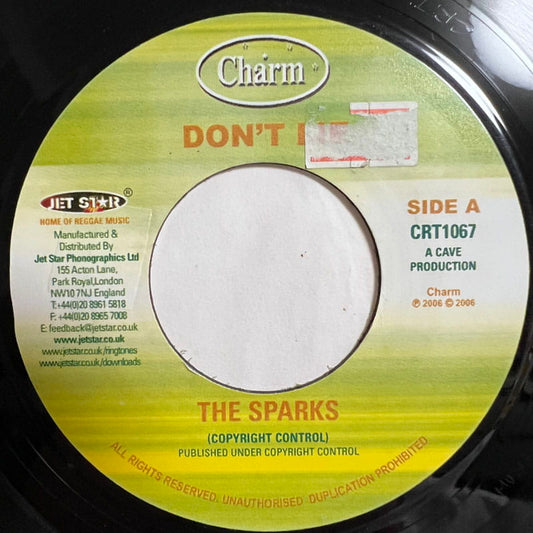 Charm
DON'T
JET STAR ®
HOME OF REGGAE MUSIC
Manufactured &
Distributed By
Jet Star Phonographics Ltd
155 Acton Lane,
Park Royal,London
NW10 7NJ England
T:+44(0)20 8961 5818
F:+44(0)20 8965 7008
E: feedback@jetstar.co.uk
www.jetstar.co.uk
www.jetstar.co.uk/ringtones
www.jetstar.co.uk/downloads
SIDE A
CRT1067
A CAVE
PRODUCTION
Charm
℗ 2006 © 2006
THE SPARKS
(COPYRIGHT CONTROL)
PUBLISHED UNDER COPYRIGHT CONTROL
ALL RIGHTS RESERVED. UNAUTHORISED DUPLICATION PROHIBITED